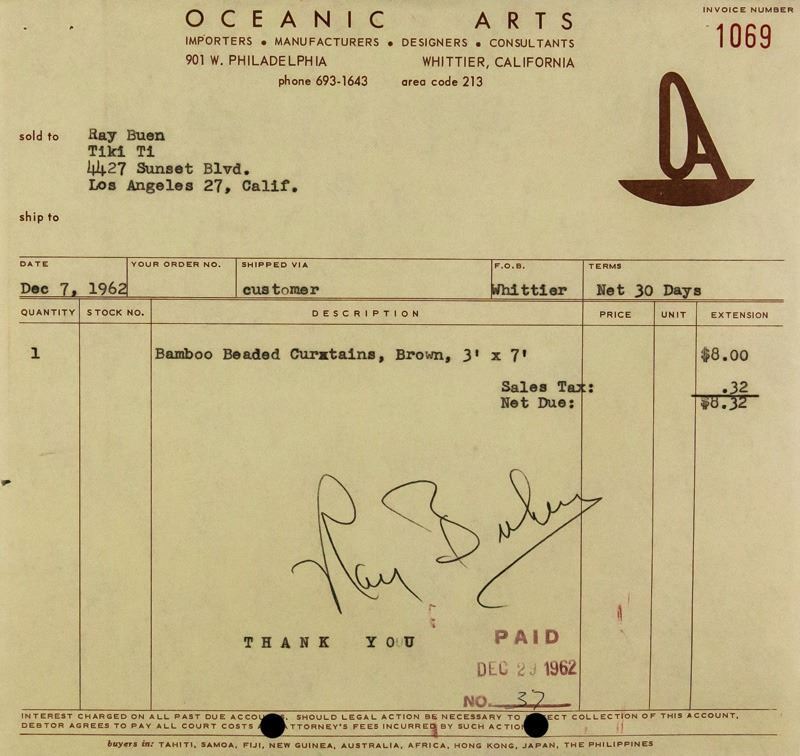 OCEANIC ARTS
INVOICE NUMBER
1069
IMPORTERS • MANUFACTURERS • DESIGNERS • CONSULTANTS
901 W. PHILADELPHIA WHITTIER, CALIFORNIA
phone 693-1643 area code 213
OA
sold to Ray Buen
Tiki Ti
4427 Sunset Blvd.
Los Angeles 27, Calif.
ship to
DATE YOUR ORDER NO. SHIPPED VIA F.O.B. TERMS
Dec 7, 1962 customer Whittier Net 30 Days
QUANTITY STOCK NO. DESCRIPTION PRICE UNIT EXTENSION
1 Bamboo Beaded Curxtains, Brown, 3' x 7' $8.00
Sales Tax: .32
Net Due: $8.32
Ray Buhen
THANK YOU
PAID
DEC 1962
NO. 37
INTEREST CHARGED ON ALL PAST DUE SHOULD LEGAL ACTION BE NECESSARY TO COLLECTION OF THIS ACCOUNT,
DEBTOR AGREES TO PAY ALL COURT COSTS ATTORNEY'S FEES INCURRED BY SUCH
buyers in: TAHITI, SAMOA, FIJI, NEW GUINEA, AUSTRALIA, AFRICA, HONG KONG, JAPAN, THE PHILIPPINES